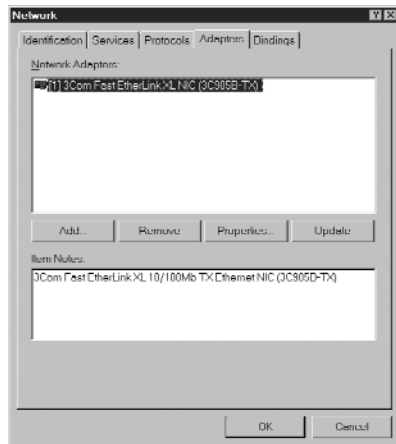 Network
Identification Services Protocols Adapters Bindings
Network Adapters:
[1] 3Com Fast EtherLink XL NIC (3C905B-TX)
Add... Remove Properties... Update
Item Notes:
3Com Fast EtherLink XL 10/100Mb TX Ethernet NIC (3C905B-TX)
OK Cancel